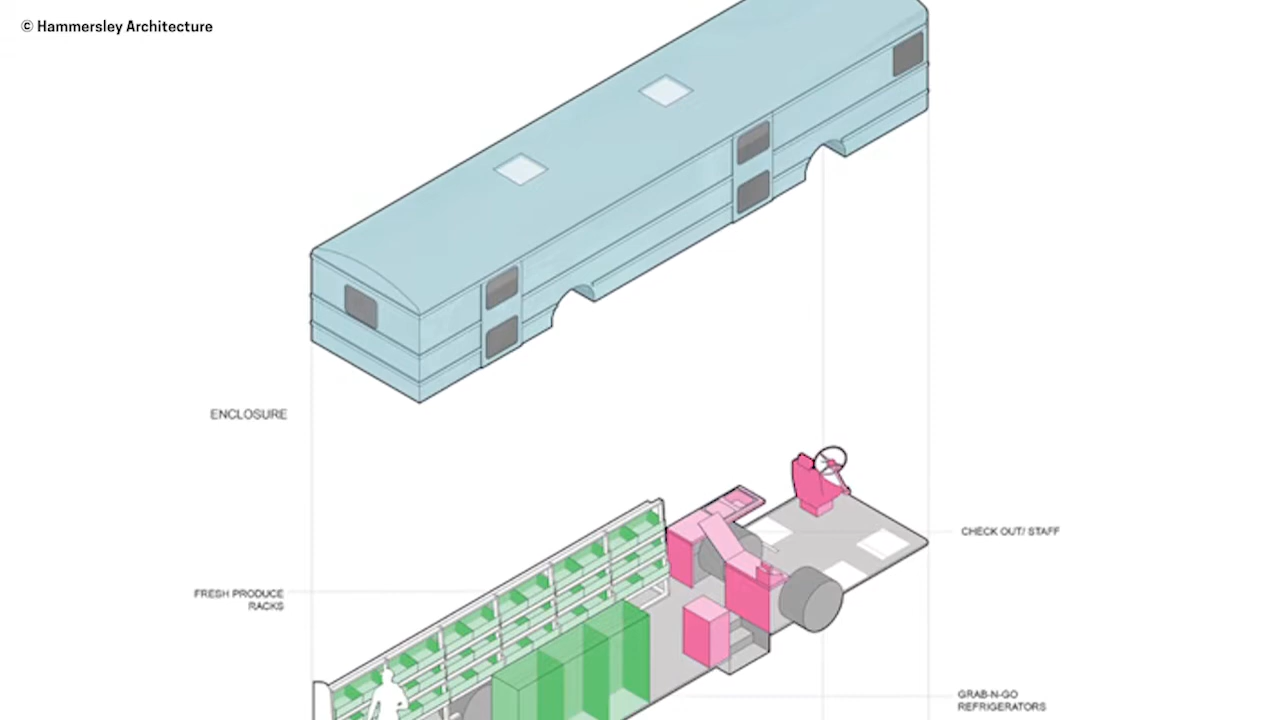 © Hammersley Architecture
ENCLOSURE
CHECK OUT/ STAFF
FRESH PRODUCE
RACKS
GRAB-N-GO
REFRIGERATORS